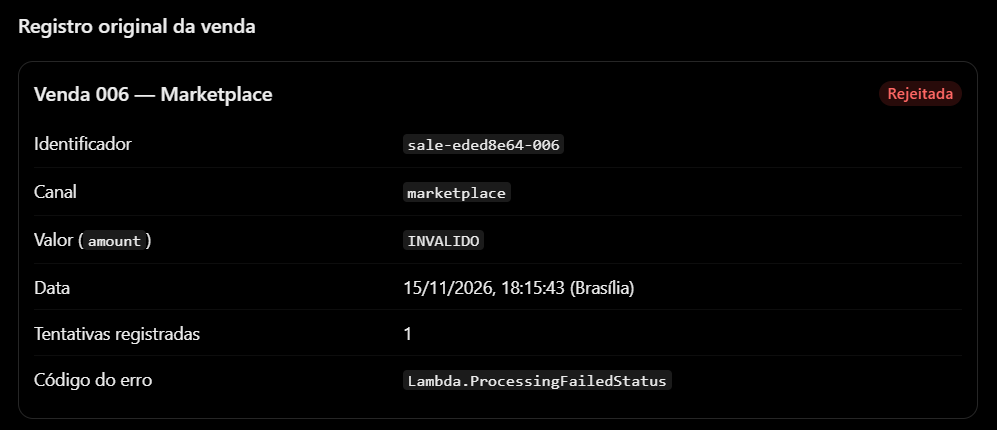 Registro original da venda
Venda 006 — Marketplace
Rejeitada
Identificador sale-eded8e64-006
Canal marketplace
Valor (amount) INVALIDO
Data 15/11/2026, 18:15:43 (Brasília)
Tentativas registradas 1
Código do erro Lambda.ProcessingFailedStatus